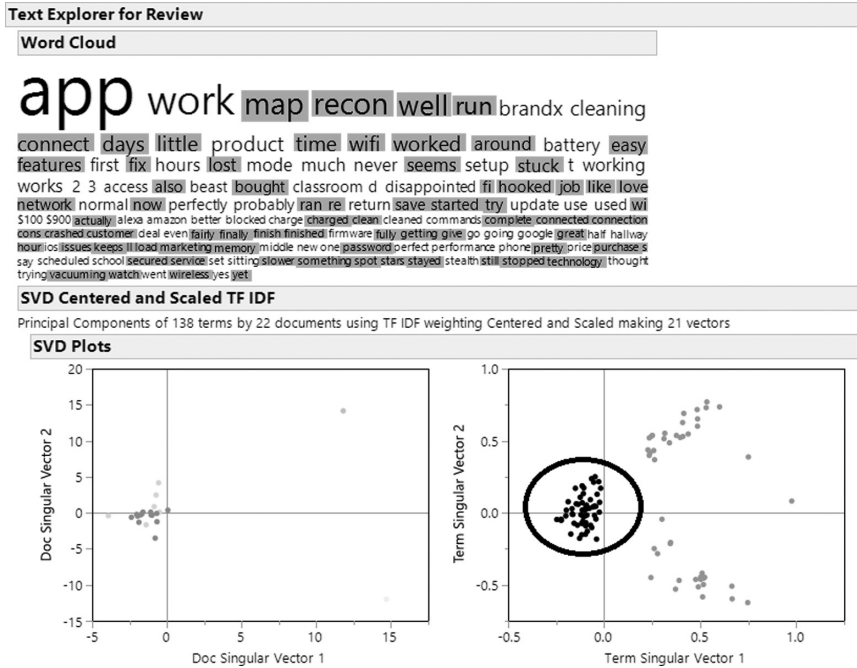 Text Explorer for Review
Word Cloud
app work map recon well run brandx cleaning
connect days little product time wifi worked around battery easy
features first fix hours lost mode much never seems setup stuck t working
works 2 3 access also beast bought classroom d disappointed fi hooked job like love
network normal now perfectly probably ran re return save started try update use used wi
$100 $900 actually alexa amazon better blocked charge charged clean cleaned commands complete connected connection
cons crashed customer deal even fairly finally finish finished firmware fully getting give go going google great half hallway
hour ios issues keeps ll load marketing memory middle new one password perfect performance phone pretty price purchase s
say scheduled school secured service set sitting slower something spot stars stayed stealth still stopped technology thought
trying vacuuming watch went wireless yes yet
SVD Centered and Scaled TF IDF
Principal Components of 138 terms by 22 documents using TF IDF weighting Centered and Scaled making 21 vectors
SVD Plots
20
15
10
5
0
-5
-10
-15
Doc Singular Vector 2
-5 0 5 10 15
Doc Singular Vector 1
1.0
0.5
0.0
-0.5
Term Singular Vector 2
-0.5 0.0 0.5 1.0
Term Singular Vector 1